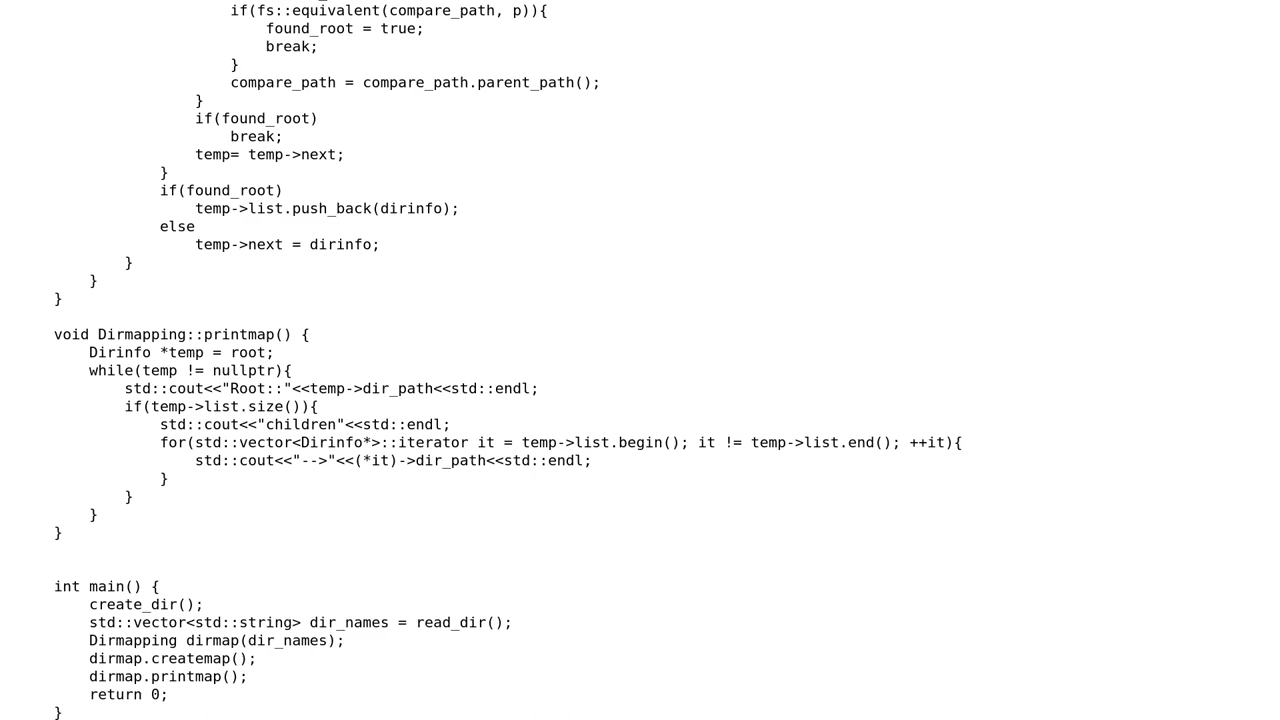 if(fs::equivalent(compare_path, p)){
found_root = true;
break;
}
compare_path = compare_path.parent_path();
}
if(found_root)
break;
temp= temp->next;
}
if(found_root)
temp->list.push_back(dirinfo);
else
temp->next = dirinfo;
}
}
}
void Dirmapping::printmap() {
Dirinfo *temp = root;
while(temp != nullptr){
std::cout<<"Root::"<<temp->dir_path<<std::endl;
if(temp->list.size()){
std::cout<<"children"<<std::endl;
for(std::vector<Dirinfo*>::iterator it = temp->list.begin(); it != temp->list.end(); ++it){
std::cout<<"-->"<<(*it)->dir_path<<std::endl;
}
}
}
}
int main() {
create_dir();
std::vector<std::string> dir_names = read_dir();
Dirmapping dirmap(dir_names);
dirmap.createmap();
dirmap.printmap();
return 0;
}